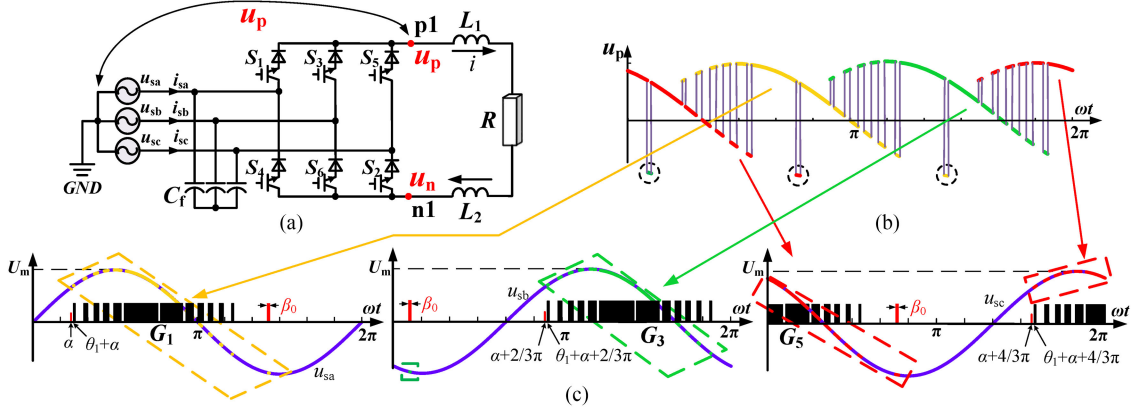 u_p
p1
L_1
u_p
i
S_1
S_3
S_5
u_sa
i_sa
u_sb
i_sb
u_sc
i_sc
R
GND
C_f
S_4
S_6
S_2
u_n
n1
L_2
(a)
u_p
ωt
π
2π
(b)
U_m
α
θ_1+α
G_1
π
β_0
ωt
2π
u_sa
U_m
β_0
u_sb
π
α+2/3π
θ_1+α+2/3π
G_3
ωt
2π
(c)
U_m
G_5
β_0
π
u_sc
α+4/3π
θ_1+α+4/3π
ωt
2π